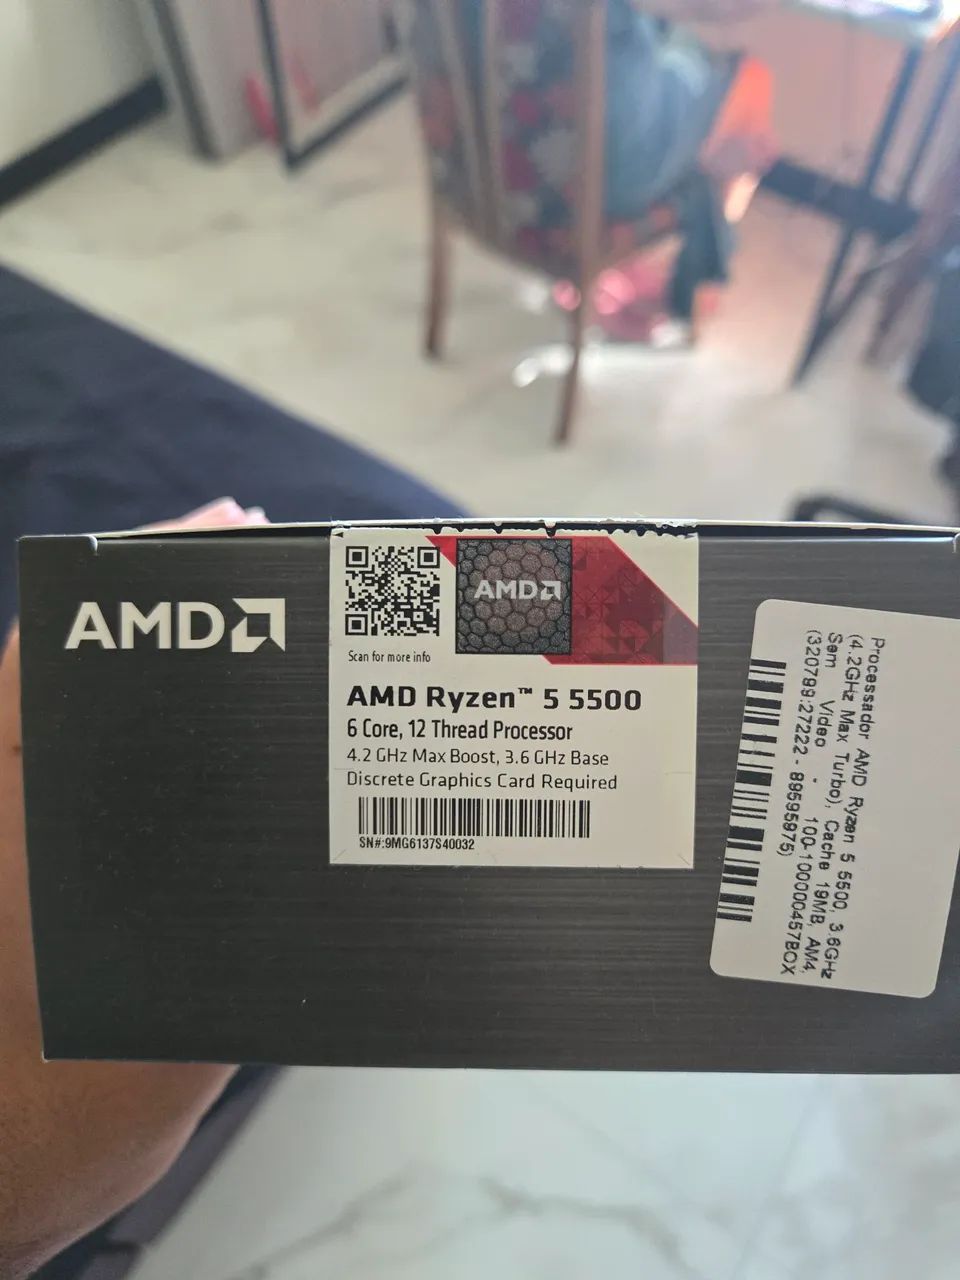 AMD
AMD
Scan for more info
AMD Ryzen™ 5 5500
6 Core, 12 Thread Processor
4.2 GHz Max Boost, 3.6 GHz Base
Discrete Graphics Card Required
SN#:9MG6137S40032
Processador AMD Ryzen 5 5500, 3.6GHz
(4.2GHz Max Turbo), Cache 19MB, AM4,
Sem Video - 100-100000457BOX
(320799:27222 - 89595975)